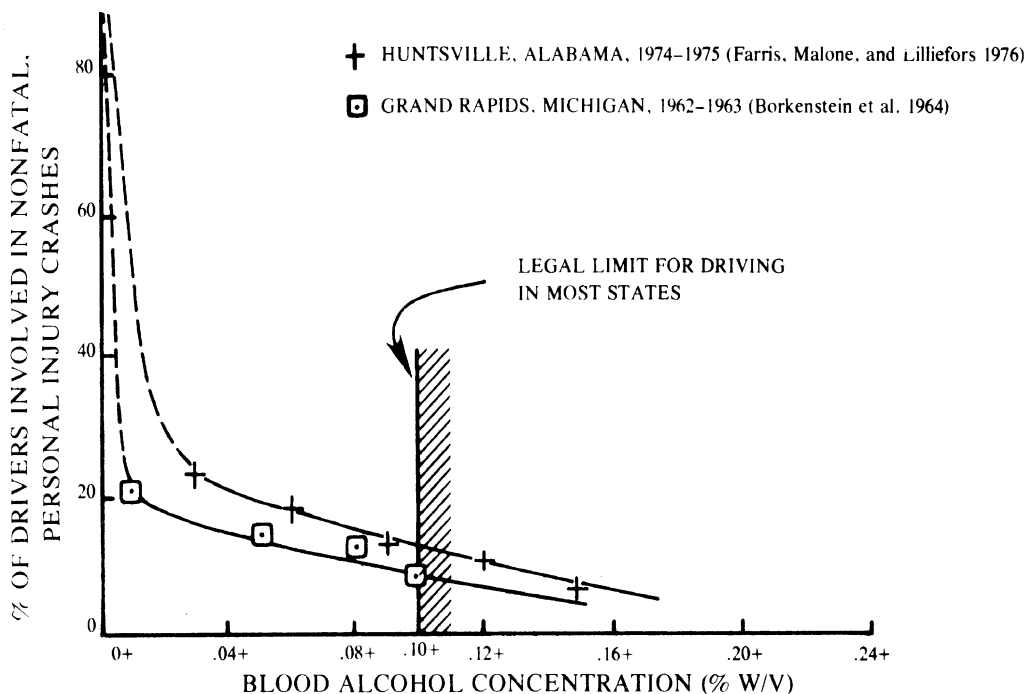 % OF DRIVERS INVOLVED IN NONFATAL.
PERSONAL INJURY CRASHES
HUNTSVILLE, ALABAMA, 1974–1975 (Farris, Malone, and Lilliefors 1976)
GRAND RAPIDS, MICHIGAN, 1962–1963 (Borkenstein et al. 1964)
LEGAL LIMIT FOR DRIVING
IN MOST STATES
80
60
40
20
0
0+ .04+ .08+ .10+ .12+ .16+ .20+ .24+
BLOOD ALCOHOL CONCENTRATION (% W/V)